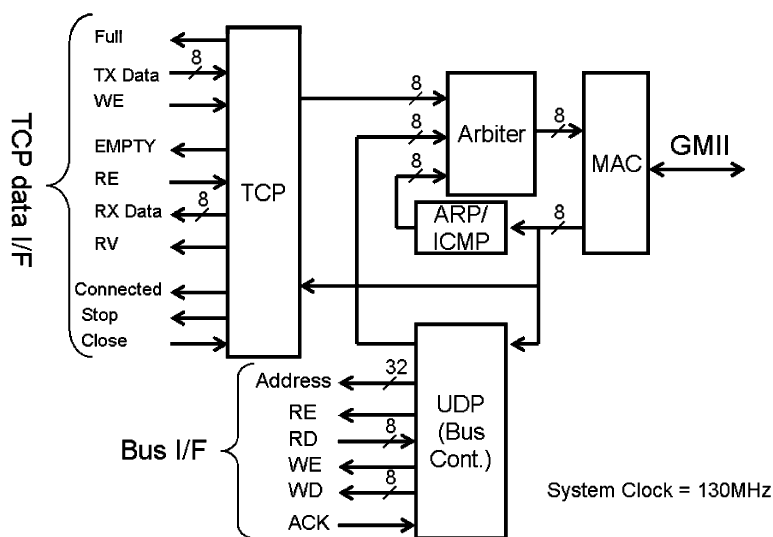 TCP data I/F
Full
TX Data
8
WE
EMPTY
RE
RX Data
8
RV
Connected
Stop
Close
TCP
8
8
8
Arbiter
8
MAC
GMII
ARP/
ICMP
8
Bus I/F
Address
32
RE
RD
8
WE
WD
8
ACK
UDP
(Bus
Cont.)
System Clock = 130MHz